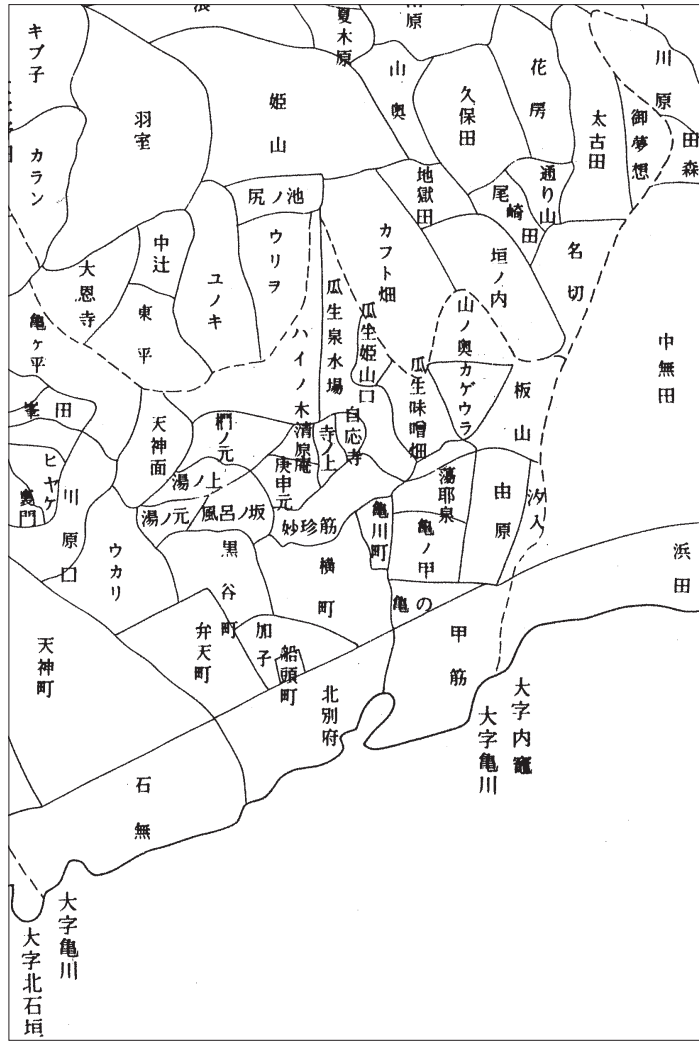 キブ子
夏木原
川原
山奥
久保田
花房
川原
田森
姫山
羽室
太古田
御夢想
カラン
尻ノ池
地獄田
尾崎田
通り山
名切
中辻
大恩寺
東平
ユノキ
ウリヲ
カフト畑
垣ノ内
亀ヶ平
ハイノ木
瓜生泉水場
瓜生姫山口
山ノ奥カゲウラ
瓜生味噌畑
板山
中無田
田
天神面
椚ノ元
清原庵
寺ノ上
自応寺
ヒヤケ
川原口
湯ノ上
庚申元
蕩耶泉
由原
汐入
湯ノ元
風呂ノ坂
妙珍筋
亀川町
亀ノ甲
ウカリ
黒谷町
横町
亀の甲筋
浜田
天神町
弁天町
加子
船頭町
北別府
石無
大字内竈
大字亀川
大字亀川
大字北石垣